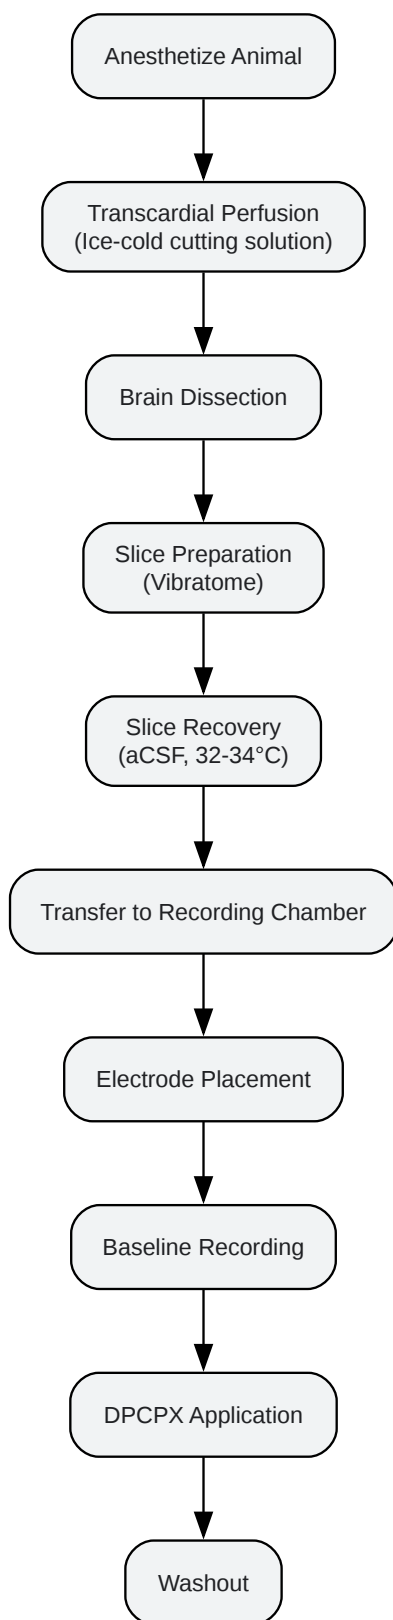 Anesthetize Animal
Transcardial Perfusion
(Ice-cold cutting solution)
Brain Dissection
Slice Preparation
(Vibratome)
Slice Recovery
(aCSF, 32-34°C)
Transfer to Recording Chamber
Electrode Placement
Baseline Recording
DPCPX Application
Washout